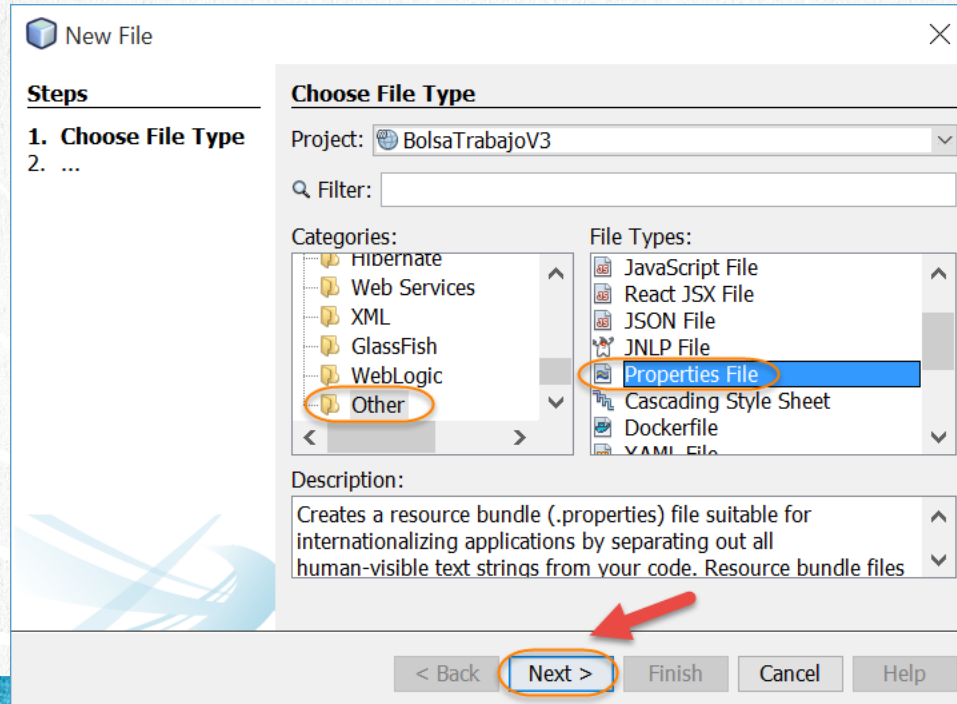 New File
Steps
1. Choose File Type
2. ...
Choose File Type
Project: BolsaTrabajoV3
Filter:
Categories:
Hibernate
Web Services
XML
GlassFish
WebLogic
Other
File Types:
JavaScript File
React JSX File
JSON File
JNLP File
Properties File
Cascading Style Sheet
Dockerfile
YAML File
Description:
Creates a resource bundle (.properties) file suitable for
internationalizing applications by separating out all
human-visible text strings from your code. Resource bundle files
< Back
Next >
Finish
Cancel
Help